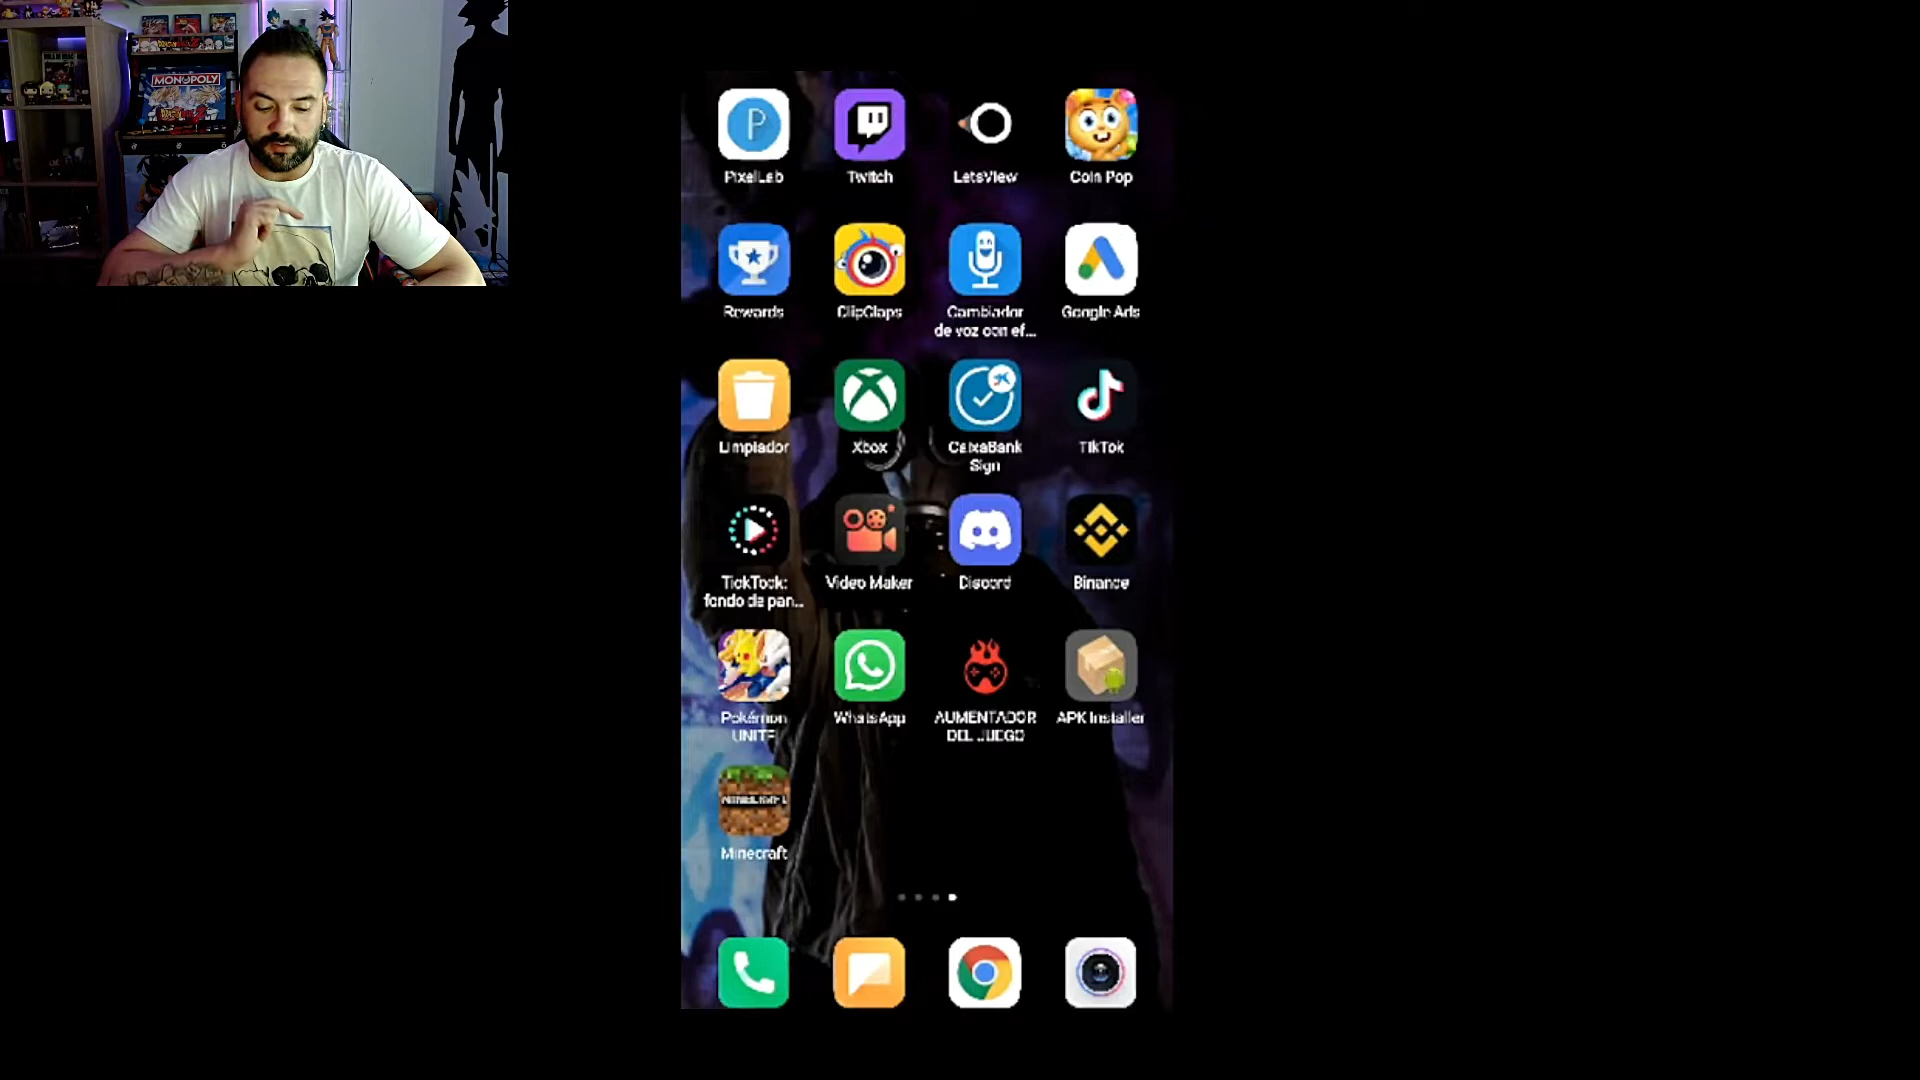 MONOPOLY
PixelLab
Twitch
LetsView
Coin Pop
Rewards
ClipClaps
Cambiador
de voz con ef...
Google Ads
Limpiador
Xbox
CaixaBank
Sign
TikTok
TickTock:
fondo de pan...
Video Maker
Discord
Binance
Pokémon
UNITE
WhatsApp
AUMENTADOR
DEL JUEGO
APK Installer
MINECRAFT
Minecraft